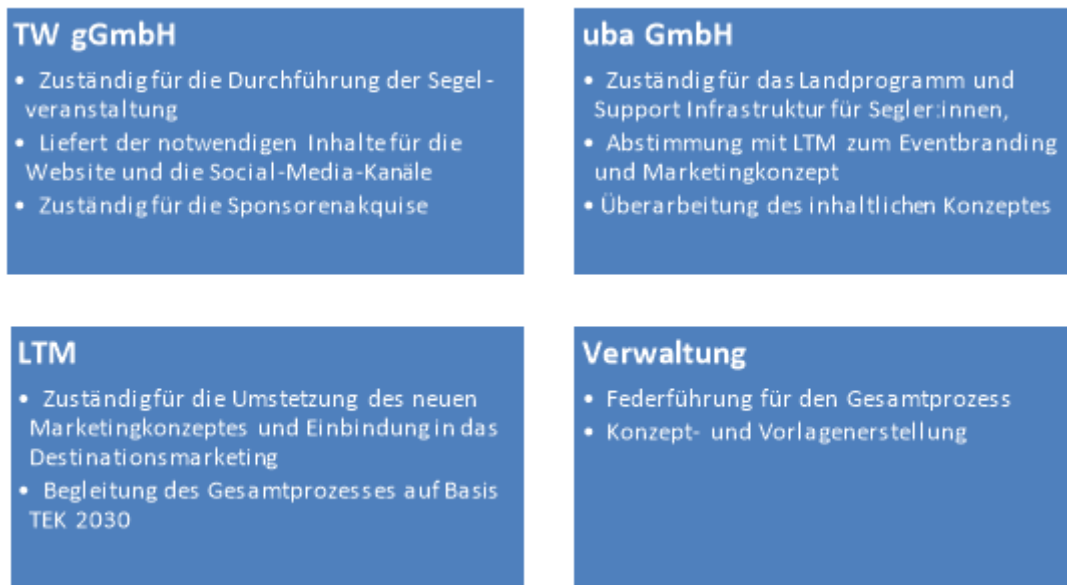 TW gGmbH
• Zuständig für die Durchführung der Segel-
veranstaltung
• Liefert der notwendigen Inhalte für die
Website und die Social-Media-Kanäle
• Zuständig für die Sponsorenakquise
uba GmbH
• Zuständig für das Landprogramm und
Support Infrastruktur für Segler:innen,
• Abstimmung mit LTM zum Eventbranding
und Marketingkonzept
• Überarbeitung des inhaltlichen Konzeptes
LTM
• Zuständig für die Umstetzung des neuen
Marketingkonzeptes und Einbindung in das
Destinationsmarketing
• Begleitung des Gesamtprozesses auf Basis
TEK 2030
Verwaltung
• Federführung für den Gesamtprozess
• Konzept- und Vorlagenerstellung